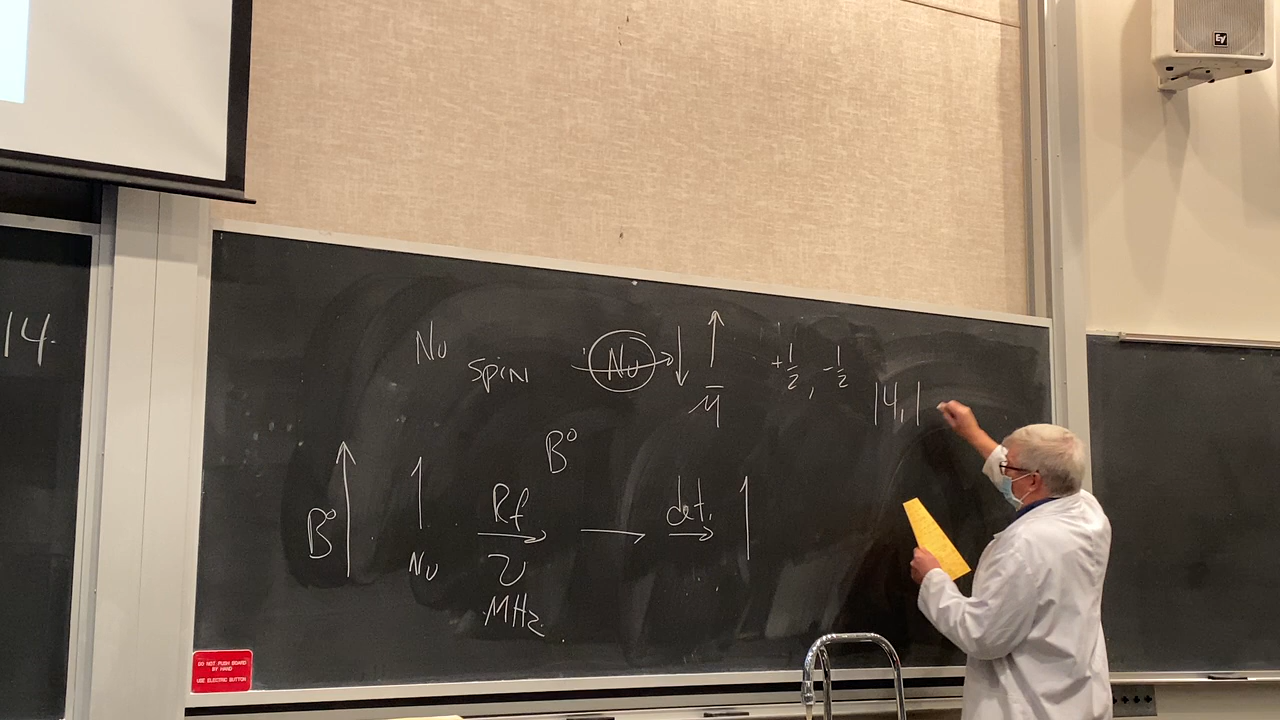 14.
Nu
spin
Nu
+1/2, -1/2
M
14,1
B°
B°
Nu
Rf
ν
MHz
det.
DO NOT PUSH BOARD
BY HAND
USE ELECTRIC BUTTON
EV